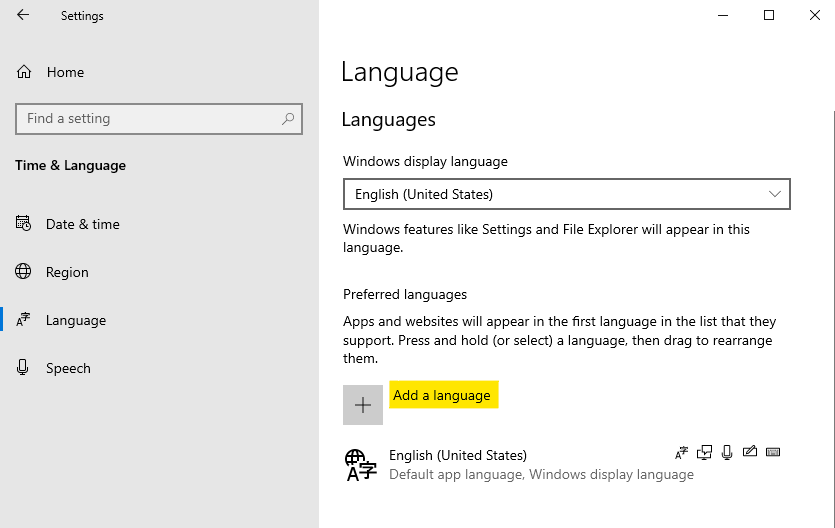 Settings
Home
Find a setting
Time & Language
Date & time
Region
Language
Speech
Language
Languages
Windows display language
English (United States)
Windows features like Settings and File Explorer will appear in this
language.
Preferred languages
Apps and websites will appear in the first language in the list that they
support. Press and hold (or select) a language, then drag to rearrange
them.
Add a language
English (United States)
Default app language, Windows display language